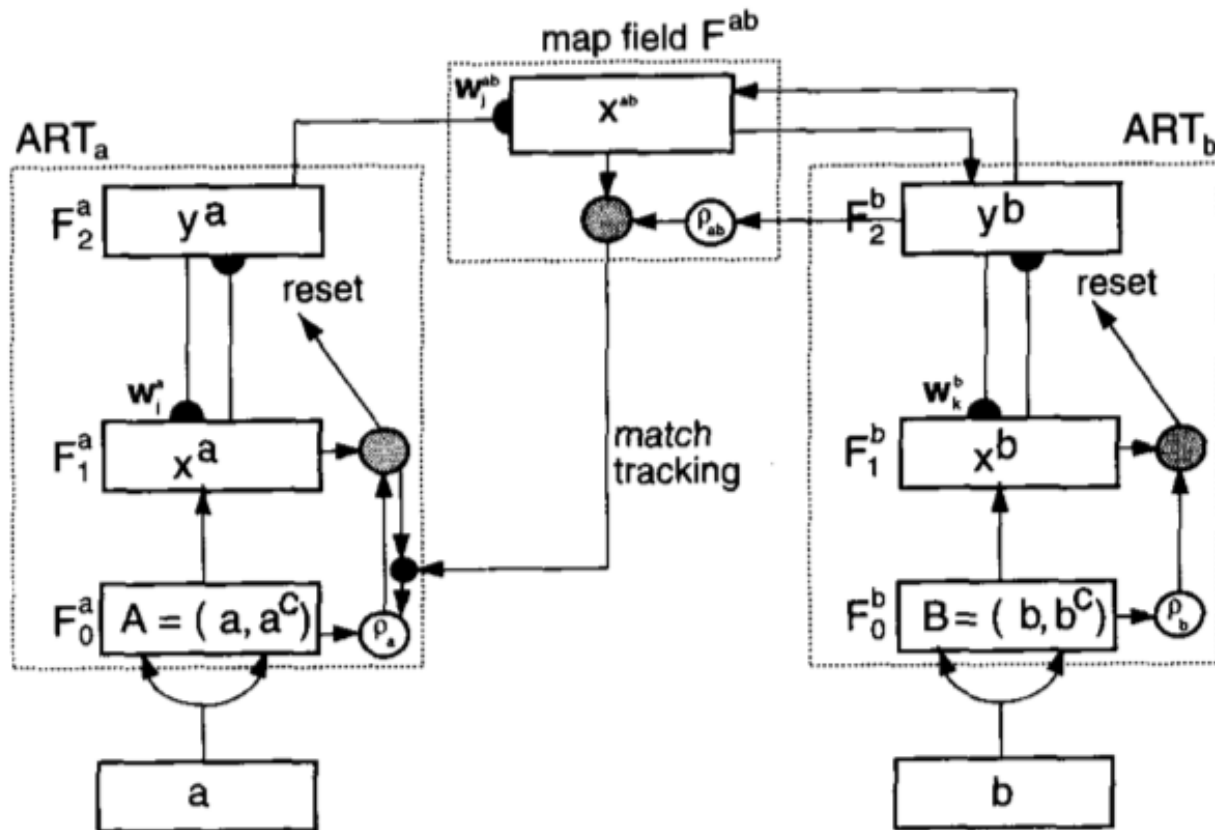 map field F^ab
w_j^ab
x^ab
ρ_ab
ART_a
F_2^a
y^a
reset
w_j^a
F_1^a
x^a
F_0^a
A = ( a, a^c )
ρ_a
a
match
tracking
ART_b
F_2^b
y^b
reset
w_k^b
F_1^b
x^b
F_0^b
B = ( b, b^c )
ρ_b
b